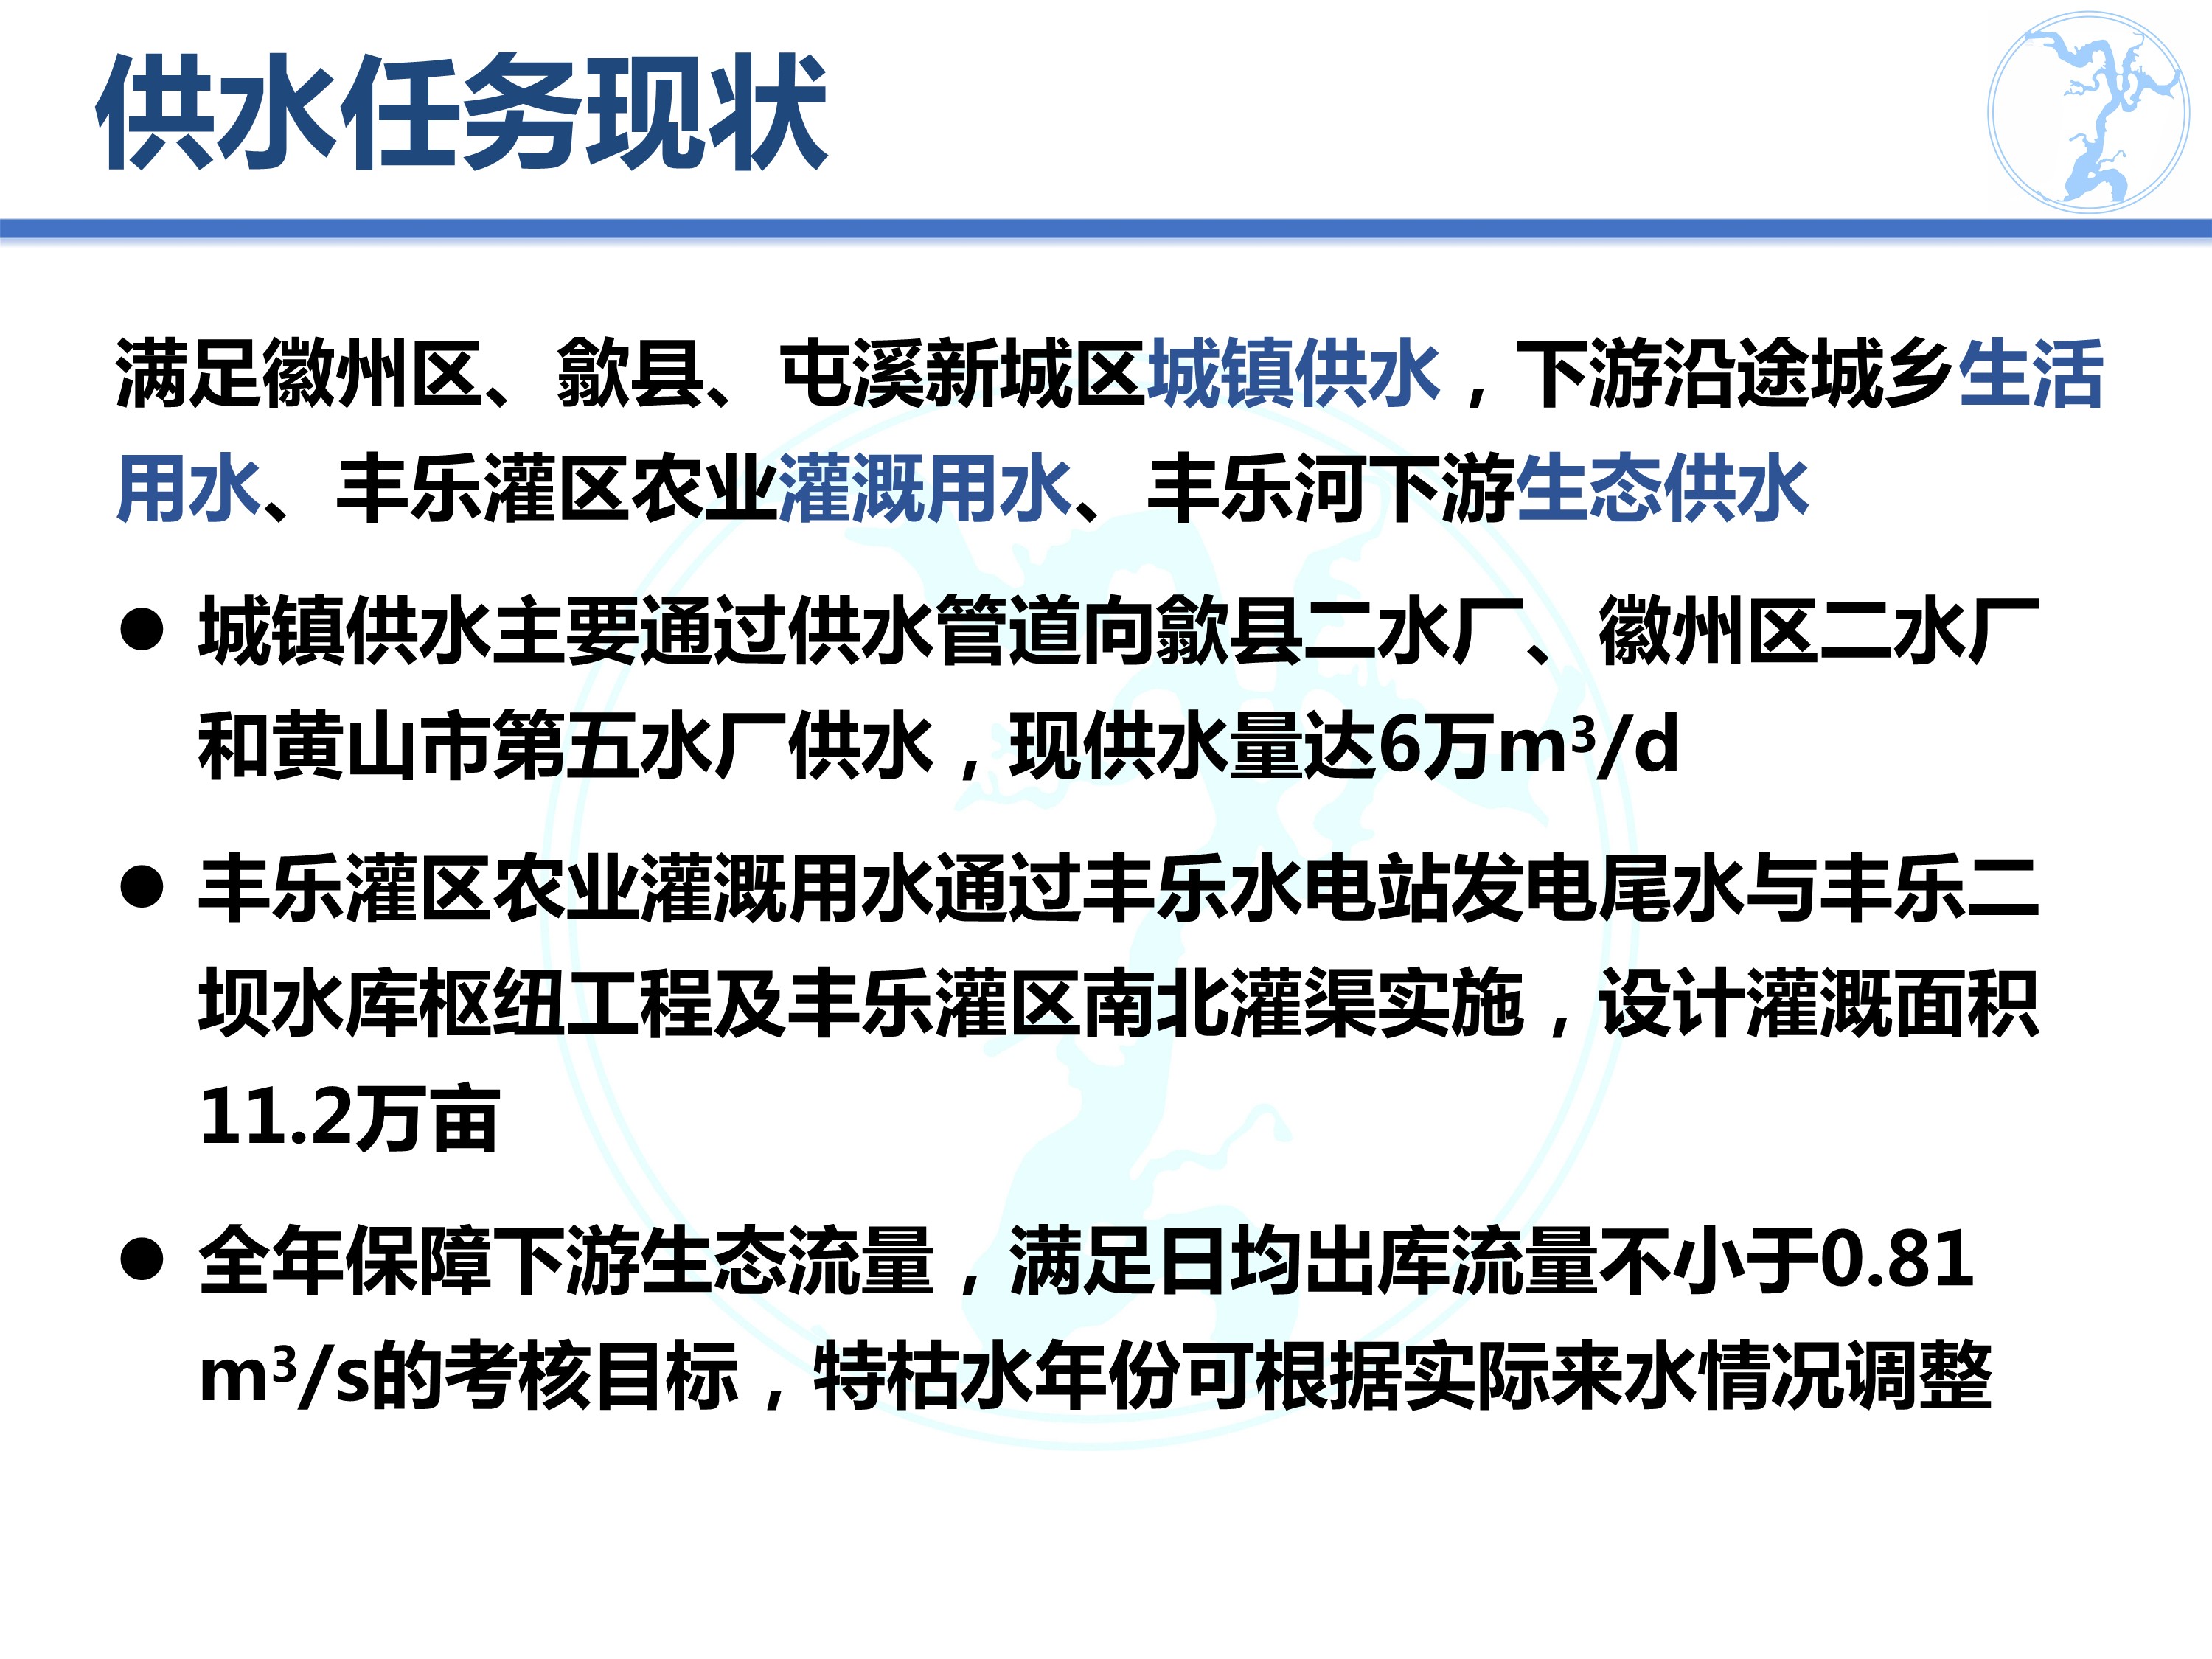 供水任务现状
满足徽州区、歙县、屯溪新城区城镇供水，下游沿途城乡生活
用水、丰乐灌区农业灌溉用水、丰乐河下游生态供水
● 城镇供水主要通过供水管道向歙县二水厂、徽州区二水厂
和黄山市第五水厂供水，现供水量达6万m³/d
● 丰乐灌区农业灌溉用水通过丰乐水电站发电尾水与丰乐二
坝水库枢纽工程及丰乐灌区南北灌渠实施，设计灌溉面积
11.2万亩
● 全年保障下游生态流量，满足日均出库流量不小于0.81
m³/s的考核目标，特枯水年份可根据实际来水情况调整